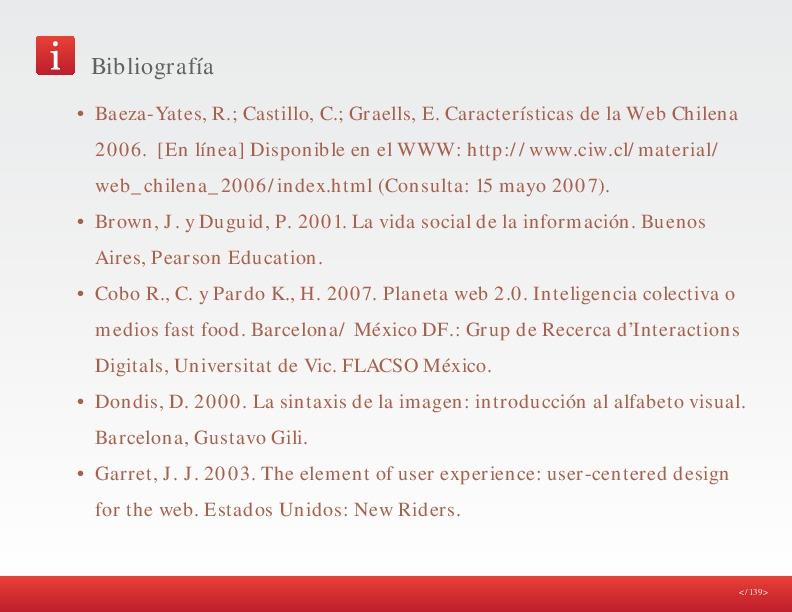 i
Bibliografía
• Baeza-Yates, R.; Castillo, C.; Graells, E. Características de la Web Chilena
2006. [En línea] Disponible en el WWW: http://www.ciw.cl/material/
web_chilena_2006/index.html (Consulta: 15 mayo 2007).
• Brown, J. y Duguid, P. 2001. La vida social de la información. Buenos
Aires, Pearson Education.
• Cobo R., C. y Pardo K., H. 2007. Planeta web 2.0. Inteligencia colectiva o
medios fast food. Barcelona/ México DF.: Grup de Recerca d’Interactions
Digitals, Universitat de Vic. FLACSO México.
• Dondis, D. 2000. La sintaxis de la imagen: introducción al alfabeto visual.
Barcelona, Gustavo Gili.
• Garret, J. J. 2003. The element of user experience: user-centered design
for the web. Estados Unidos: New Riders.
</139>